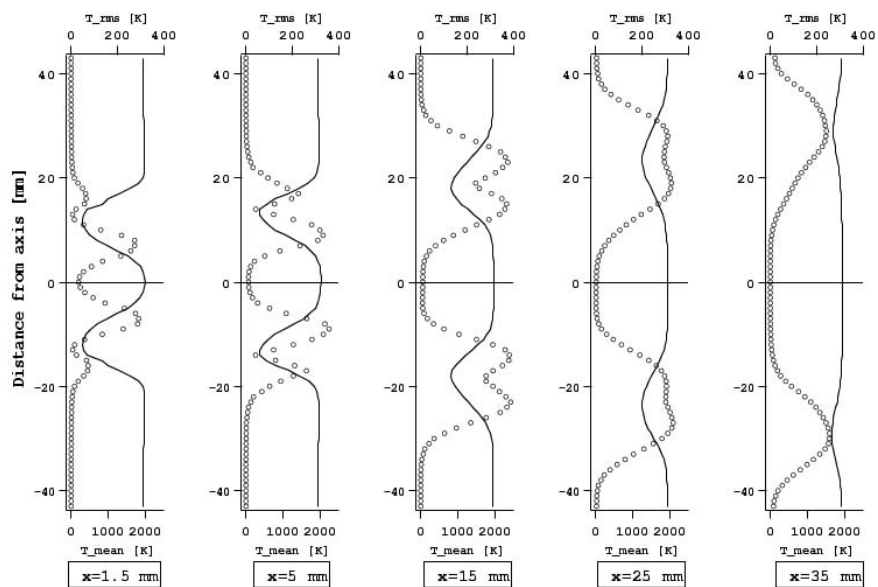 T_rms [K] T_rms [K] T_rms [K] T_rms [K] T_rms [K]
0 200 400 0 200 400 0 200 400 0 200 400 0 200 400
40 40 40 40 40
20 20 20 20 20
0 0 0 0 0
-20 -20 -20 -20 -20
-40 -40 -40 -40 -40
Distance from axis [mm]
0 1000 2000 0 1000 2000 0 1000 2000 0 1000 2000 0 1000 2000
T_mean [K] T_mean [K] T_mean [K] T_mean [K] T_mean [K]
x=1.5 mm x=5 mm x=15 mm x=25 mm x=35 mm